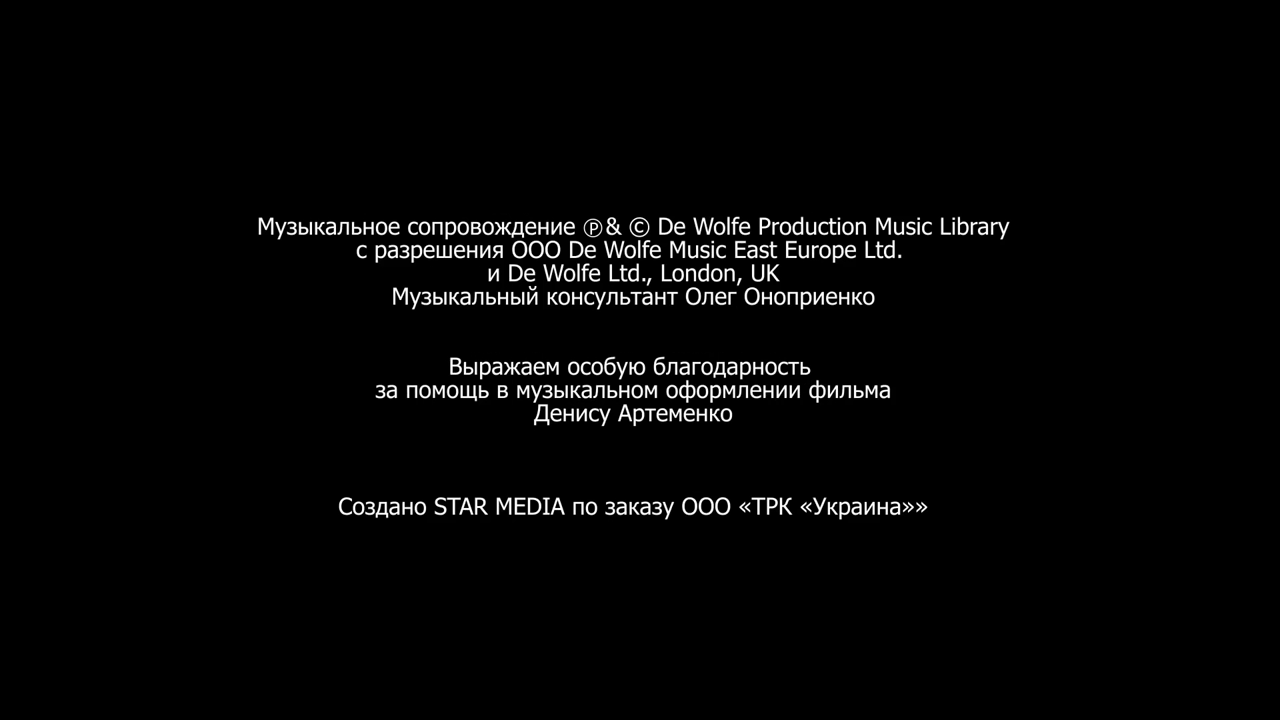 Музыкальное сопровождение ℗& © De Wolfe Production Music Library
с разрешения ООО De Wolfe Music East Europe Ltd.
и De Wolfe Ltd., London, UK
Музыкальный консультант Олег Оноприенко
Выражаем особую благодарность
за помощь в музыкальном оформлении фильма
Денису Артеменко
Создано STAR MEDIA по заказу ООО «ТРК «Украина»»